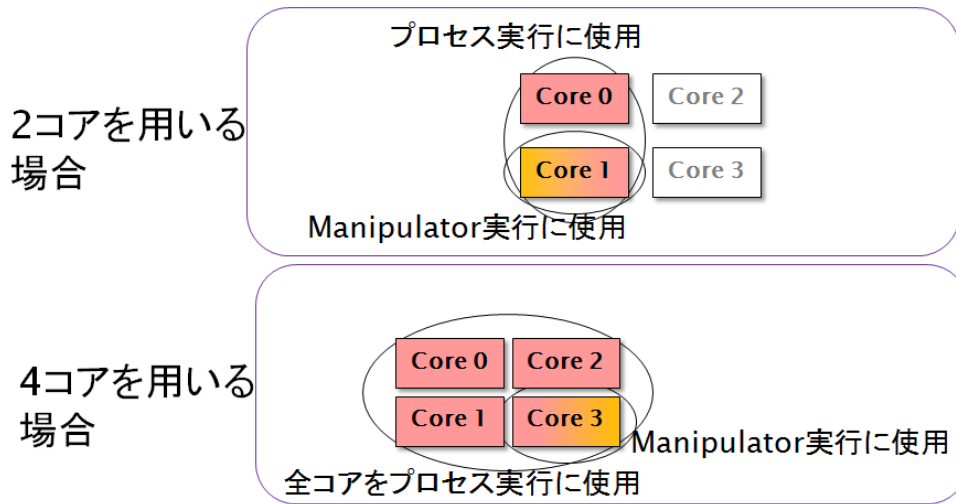 プロセス実行に使用
2コアを用いる
場合
Core 0
Core 2
Core 1
Core 3
Manipulator実行に使用
4コアを用いる
場合
Core 0
Core 2
Core 1
Core 3
Manipulator実行に使用
全コアをプロセス実行に使用